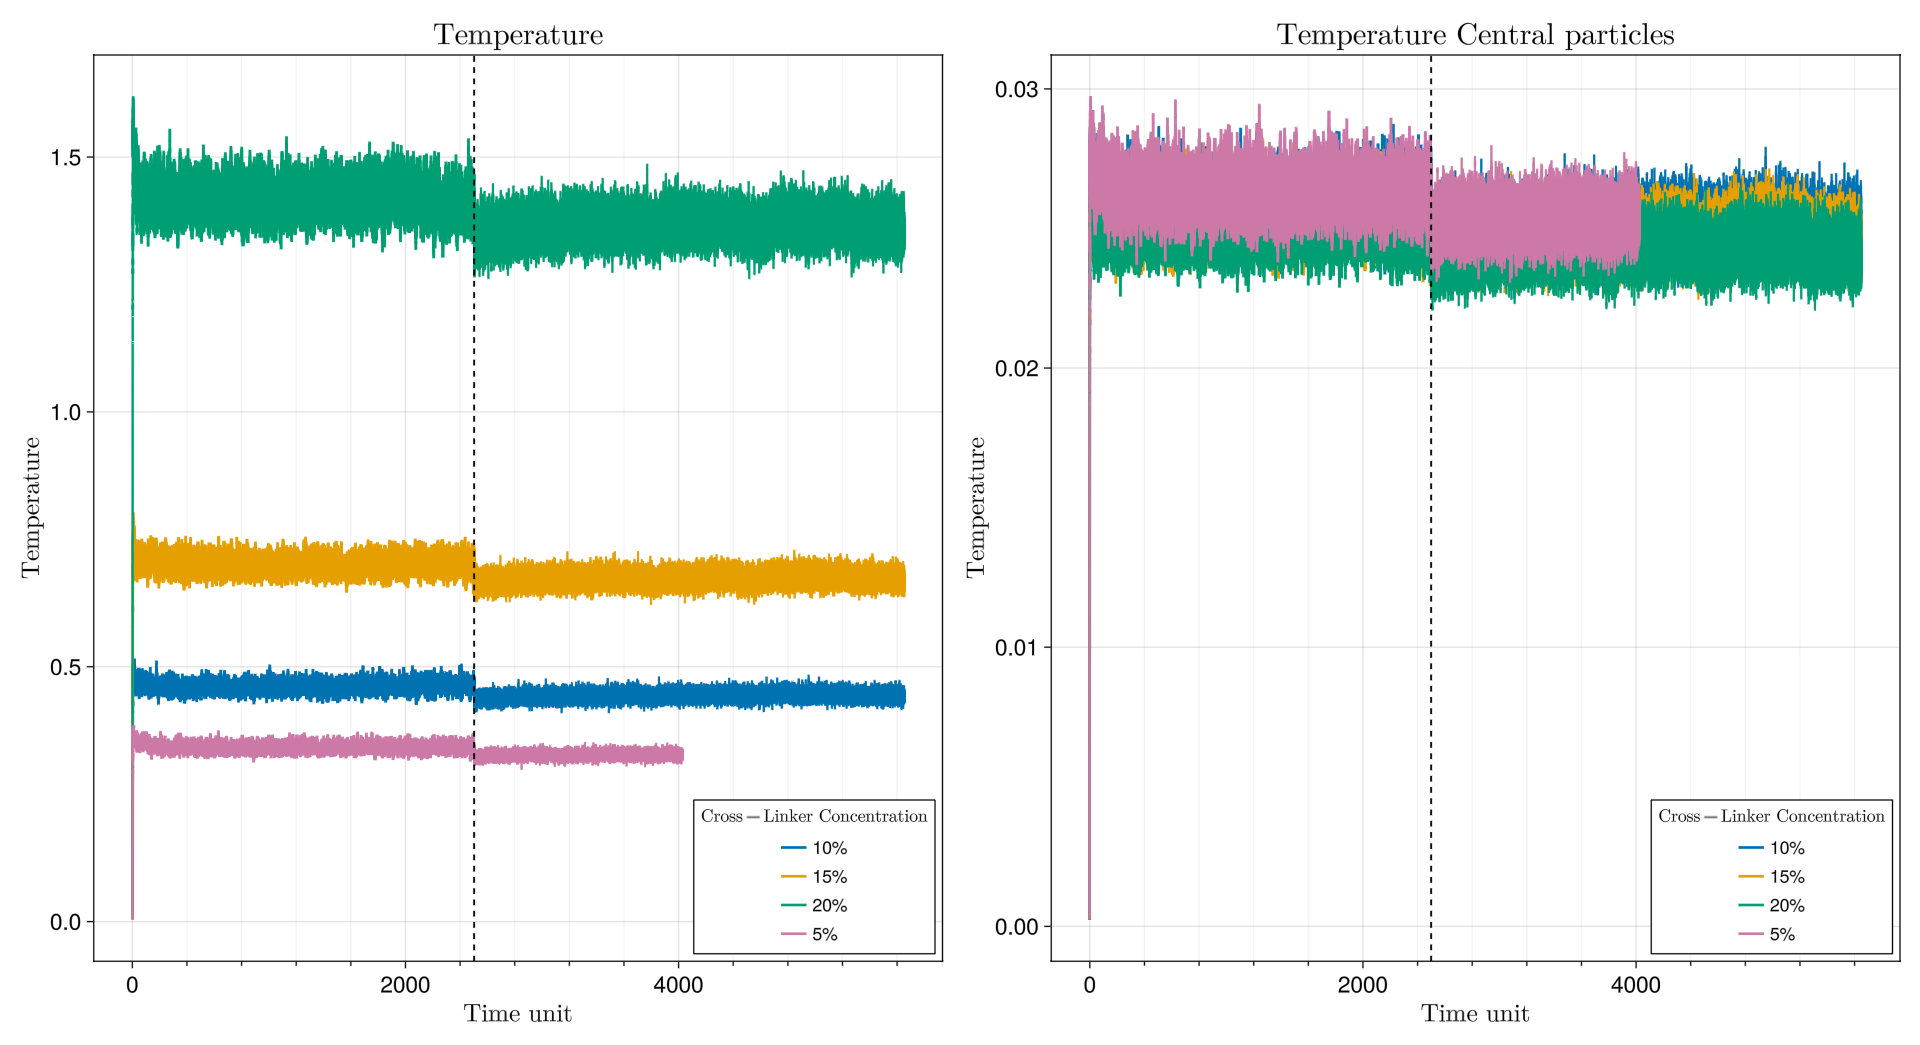 Temperature
Temperature
1.5
1.0
0.5
0.0
0
2000
4000
Time unit
Cross – Linker Concentration
10%
15%
20%
5%
Temperature Central particles
Temperature
0.03
0.02
0.01
0.00
0
2000
4000
Time unit
Cross – Linker Concentration
10%
15%
20%
5%